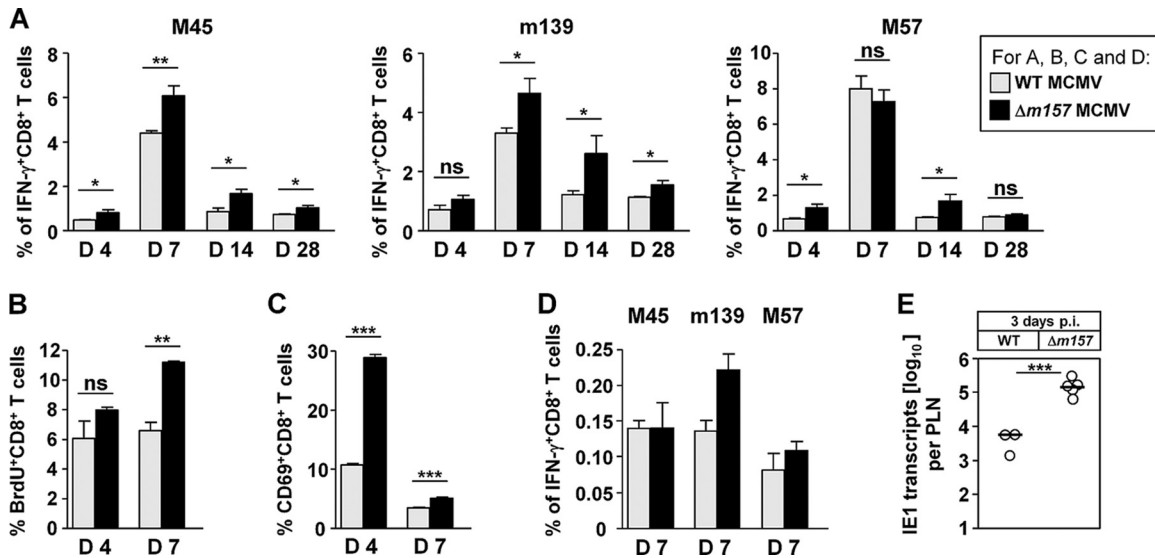 A
M45
% of IFN-γ⁺CD8⁺ T cells
8
6
4
2
0
*
**
*
*
D 4 D 7 D 14 D 28
m139
% of IFN-γ⁺CD8⁺ T cells
6
4
2
0
ns
*
*
*
D 4 D 7 D 14 D 28
M57
% of IFN-γ⁺CD8⁺ T cells
10
8
6
4
2
0
*
ns
*
ns
D 4 D 7 D 14 D 28
For A, B, C and D:
WT MCMV
Δm157 MCMV
B
% BrdU⁺CD8⁺ T cells
12
10
8
6
4
2
0
ns
**
D 4 D 7
C
% CD69⁺CD8⁺ T cells
30
20
10
0
***
***
D 4 D 7
D
M45 m139 M57
% of IFN-γ⁺CD8⁺ T cells
0.25
0.20
0.15
0.10
0.05
0
D 7 D 7 D 7
E
3 days p.i.
WT Δm157
IE1 transcripts [log₁₀]
per PLN
6
5
4
3
2
1
***